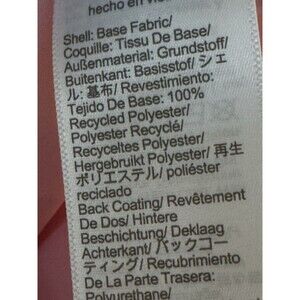 hecho en
Shell: Base Fabric/
Coquille: Tissu De Base/
Außenmaterial: Grundstoff/
Buitenkant: Basisstof/ シェ
ル: 基布/ Revestimiento:
Tejido De Base: 100%
Recycled Polyester/
Polyester Recyclé/
Recyceltes Polyester/
Hergebruikt Polyester/ 再生
ポリエステル/ poliéster
reciclado
Back Coating/ Revêtement
De Dos/ Hintere
Beschichtung/ Deklaag
Achterkant/ バックコー
ティング/ Recubrimiento
De La Parte Trasera:
Polyurethane/